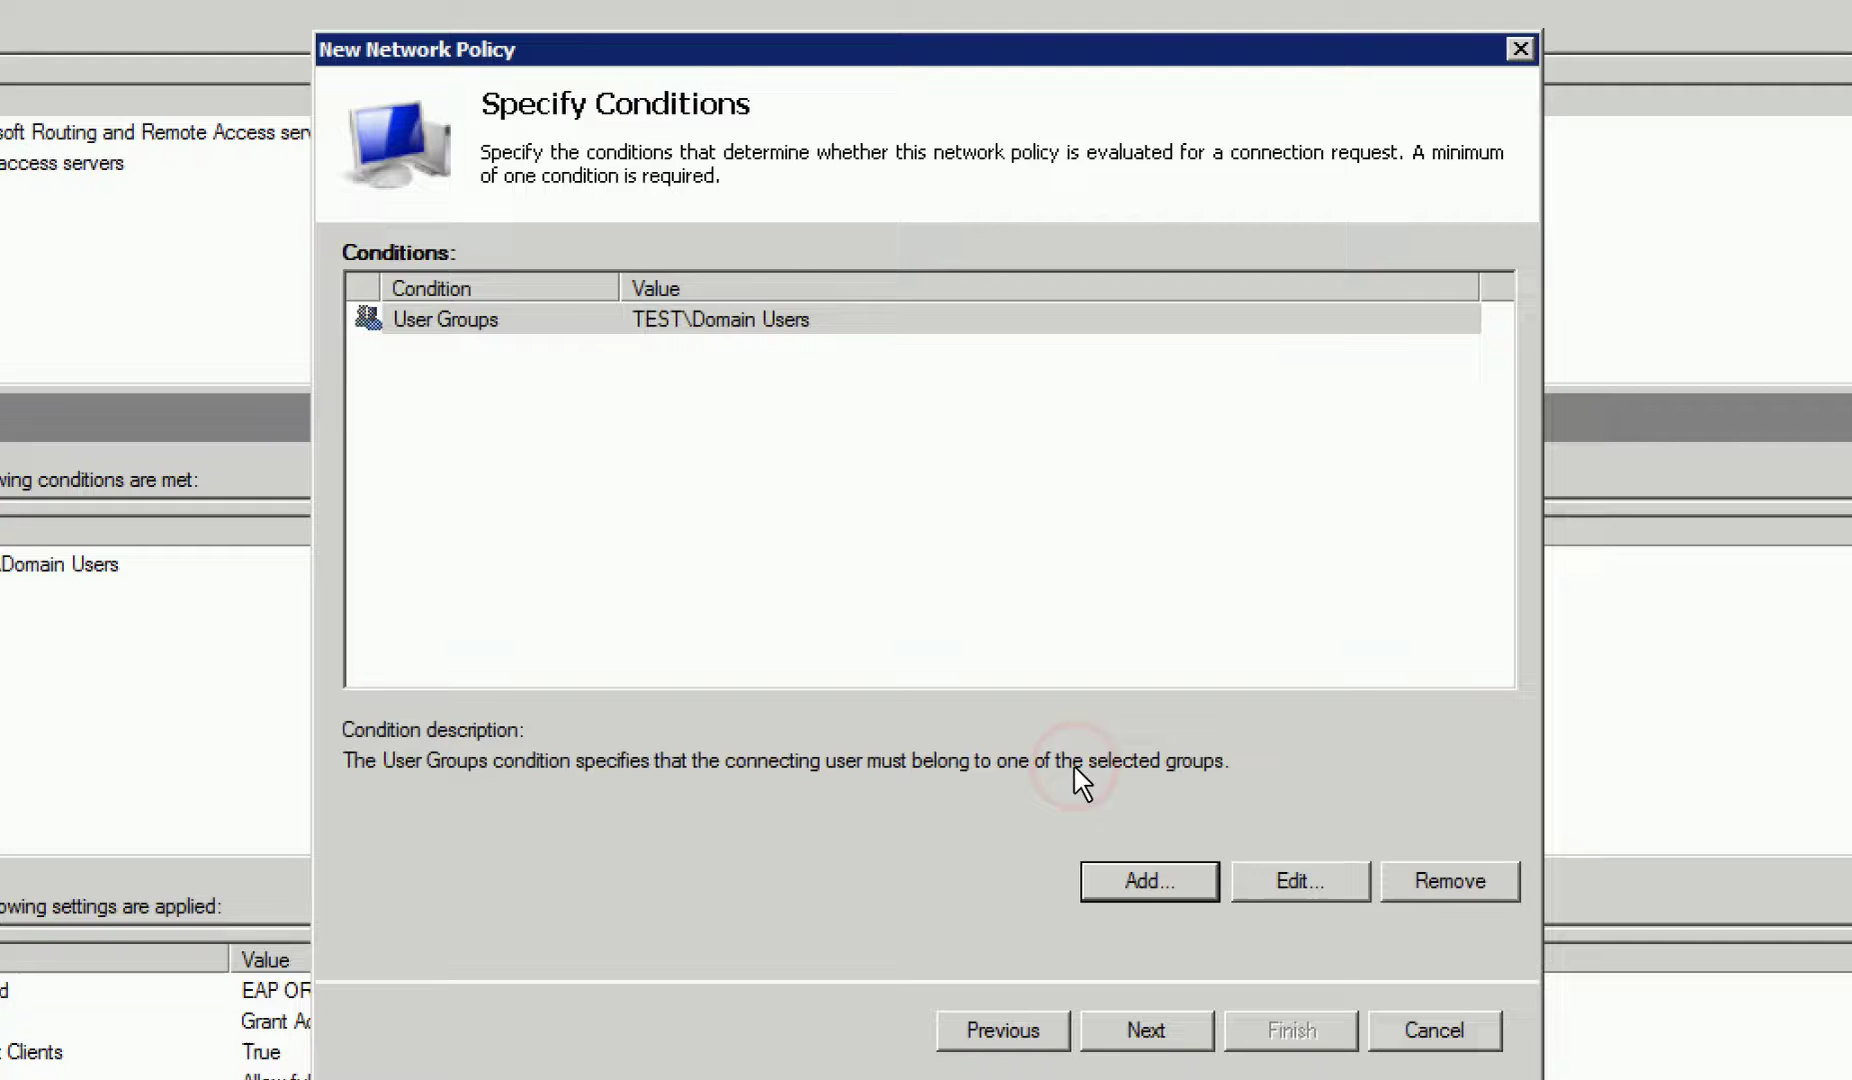 New Network Policy
Specify Conditions
Specify the conditions that determine whether this network policy is evaluated for a connection request. A minimum
of one condition is required.
soft Routing and Remote Access serv
access servers
Conditions:
Condition Value
User Groups TEST\Domain Users
wing conditions are met:
\Domain Users
Condition description:
The User Groups condition specifies that the connecting user must belong to one of the selected groups.
Add... Edit... Remove
owing settings are applied:
Value
d EAP OR
Grant Ac
t Clients True
Previous Next Finish Cancel